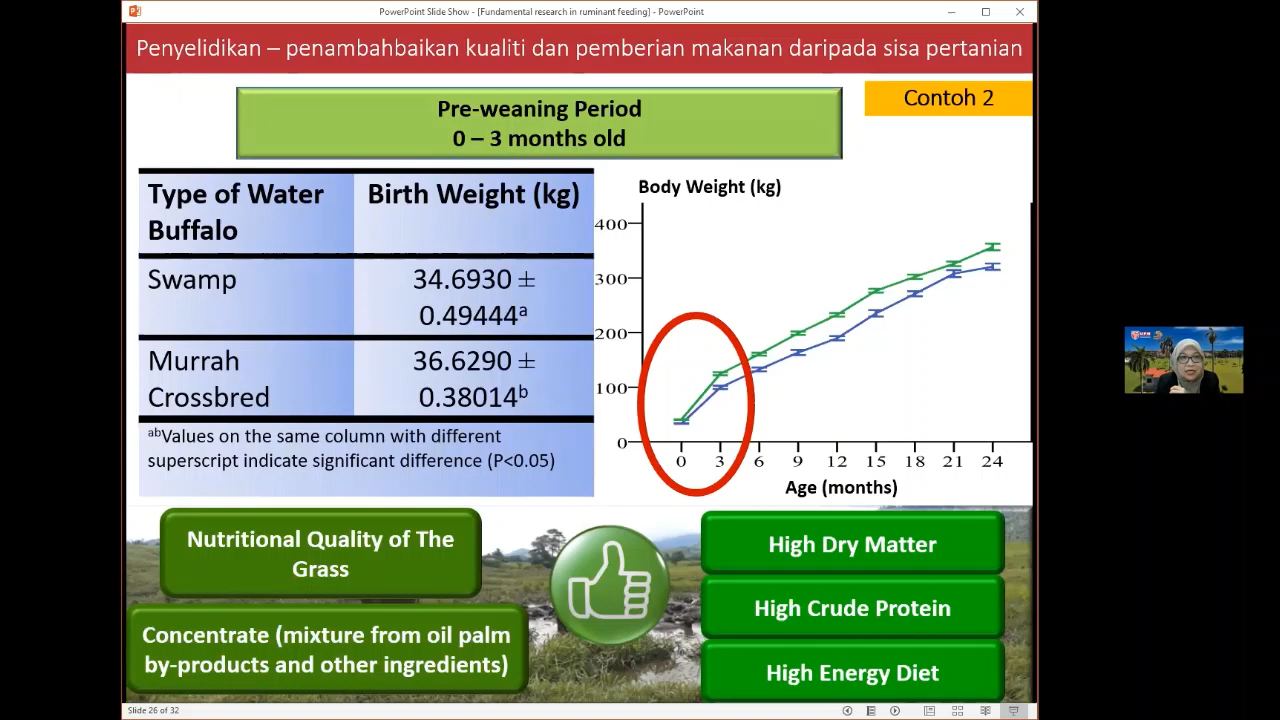 PowerPoint Slide Show - [Fundamental research in ruminant feeding] - PowerPoint
Penyelidikan – penambahbaikan kualiti dan pemberian makanan daripada sisa pertanian
Contoh 2
Pre-weaning Period
0 – 3 months old
Type of Water
Buffalo
Birth Weight (kg)
Swamp
34.6930 ±
0.49444ᵃ
Murrah
Crossbred
36.6290 ±
0.38014ᵇ
ᵃᵇValues on the same column with different
superscript indicate significant difference (P<0.05)
Body Weight (kg)
400
300
200
100
0
0 3 6 9 12 15 18 21 24
Age (months)
Nutritional Quality of The
Grass
Concentrate (mixture from oil palm
by-products and other ingredients)
High Dry Matter
High Crude Protein
High Energy Diet
Slide 26 of 32